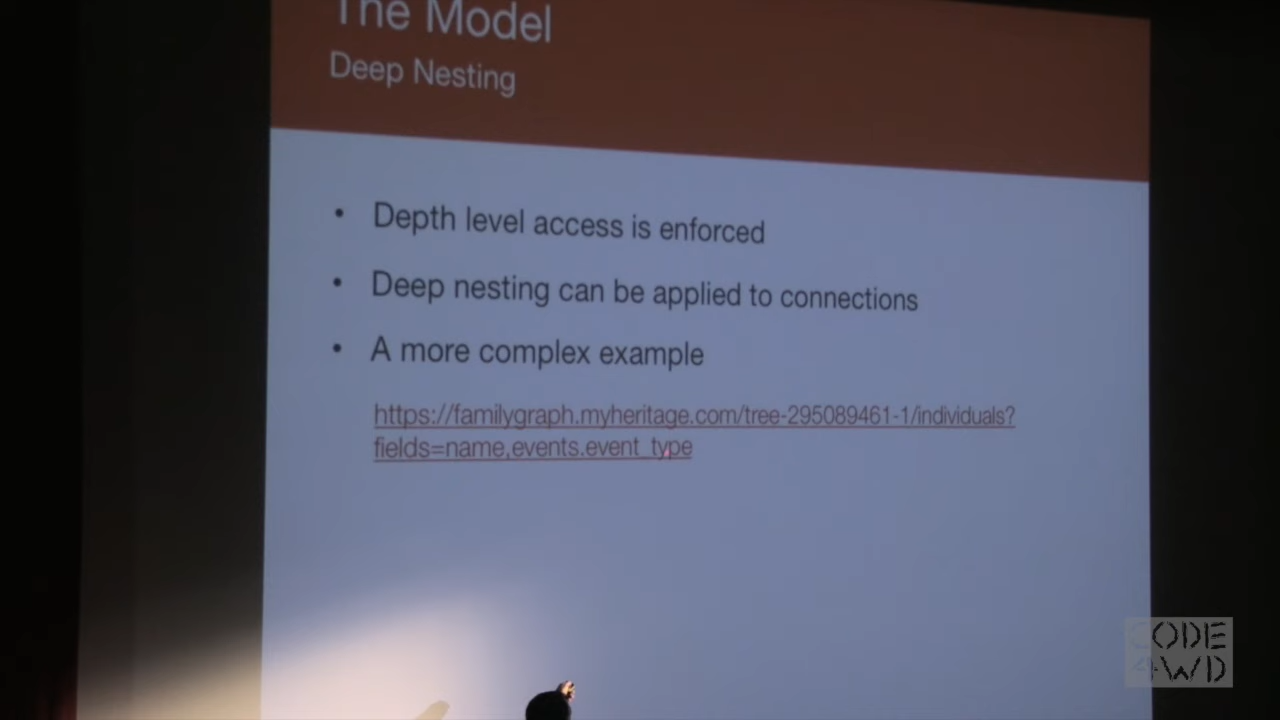 The Model
Deep Nesting
• Depth level access is enforced
• Deep nesting can be applied to connections
• A more complex example
https://familygraph.myheritage.com/tree-295089461-1/individuals?
fields=name,events.event_type
CODE
4WD